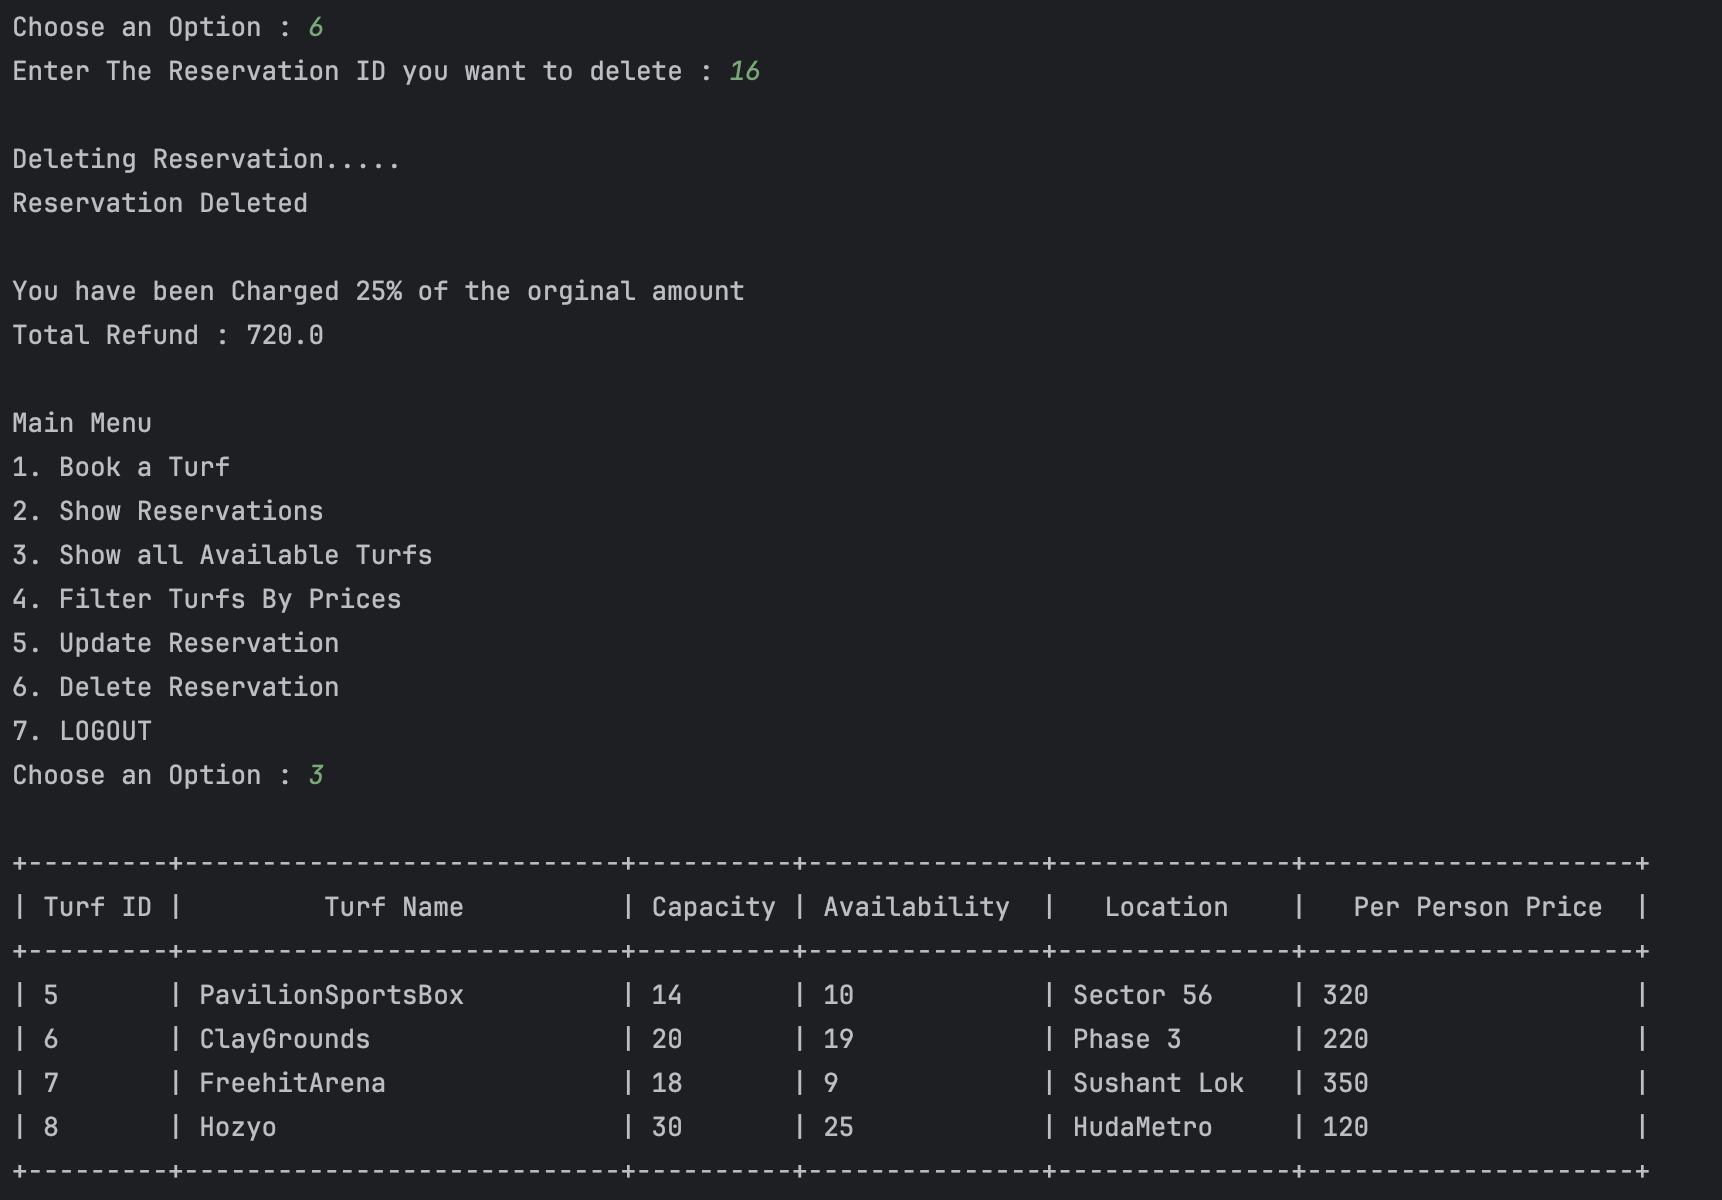 Choose an Option : 6
Enter The Reservation ID you want to delete : 16
Deleting Reservation.....
Reservation Deleted
You have been Charged 25% of the orginal amount
Total Refund : 720.0
Main Menu
1. Book a Turf
2. Show Reservations
3. Show all Available Turfs
4. Filter Turfs By Prices
5. Update Reservation
6. Delete Reservation
7. LOGOUT
Choose an Option : 3
+---------+----------------------------+----------+---------------+---------------+---------------------+
| Turf ID |         Turf Name          | Capacity | Availability  |   Location    |   Per Person Price  |
+---------+----------------------------+----------+---------------+---------------+---------------------+
| 5       | PavilionSportsBox          | 14       | 10            | Sector 56     | 320                 |
| 6       | ClayGrounds                | 20       | 19            | Phase 3       | 220                 |
| 7       | FreehitArena               | 18       | 9             | Sushant Lok   | 350                 |
| 8       | Hozyo                      | 30       | 25            | HudaMetro     | 120                 |
+---------+----------------------------+----------+---------------+---------------+---------------------+